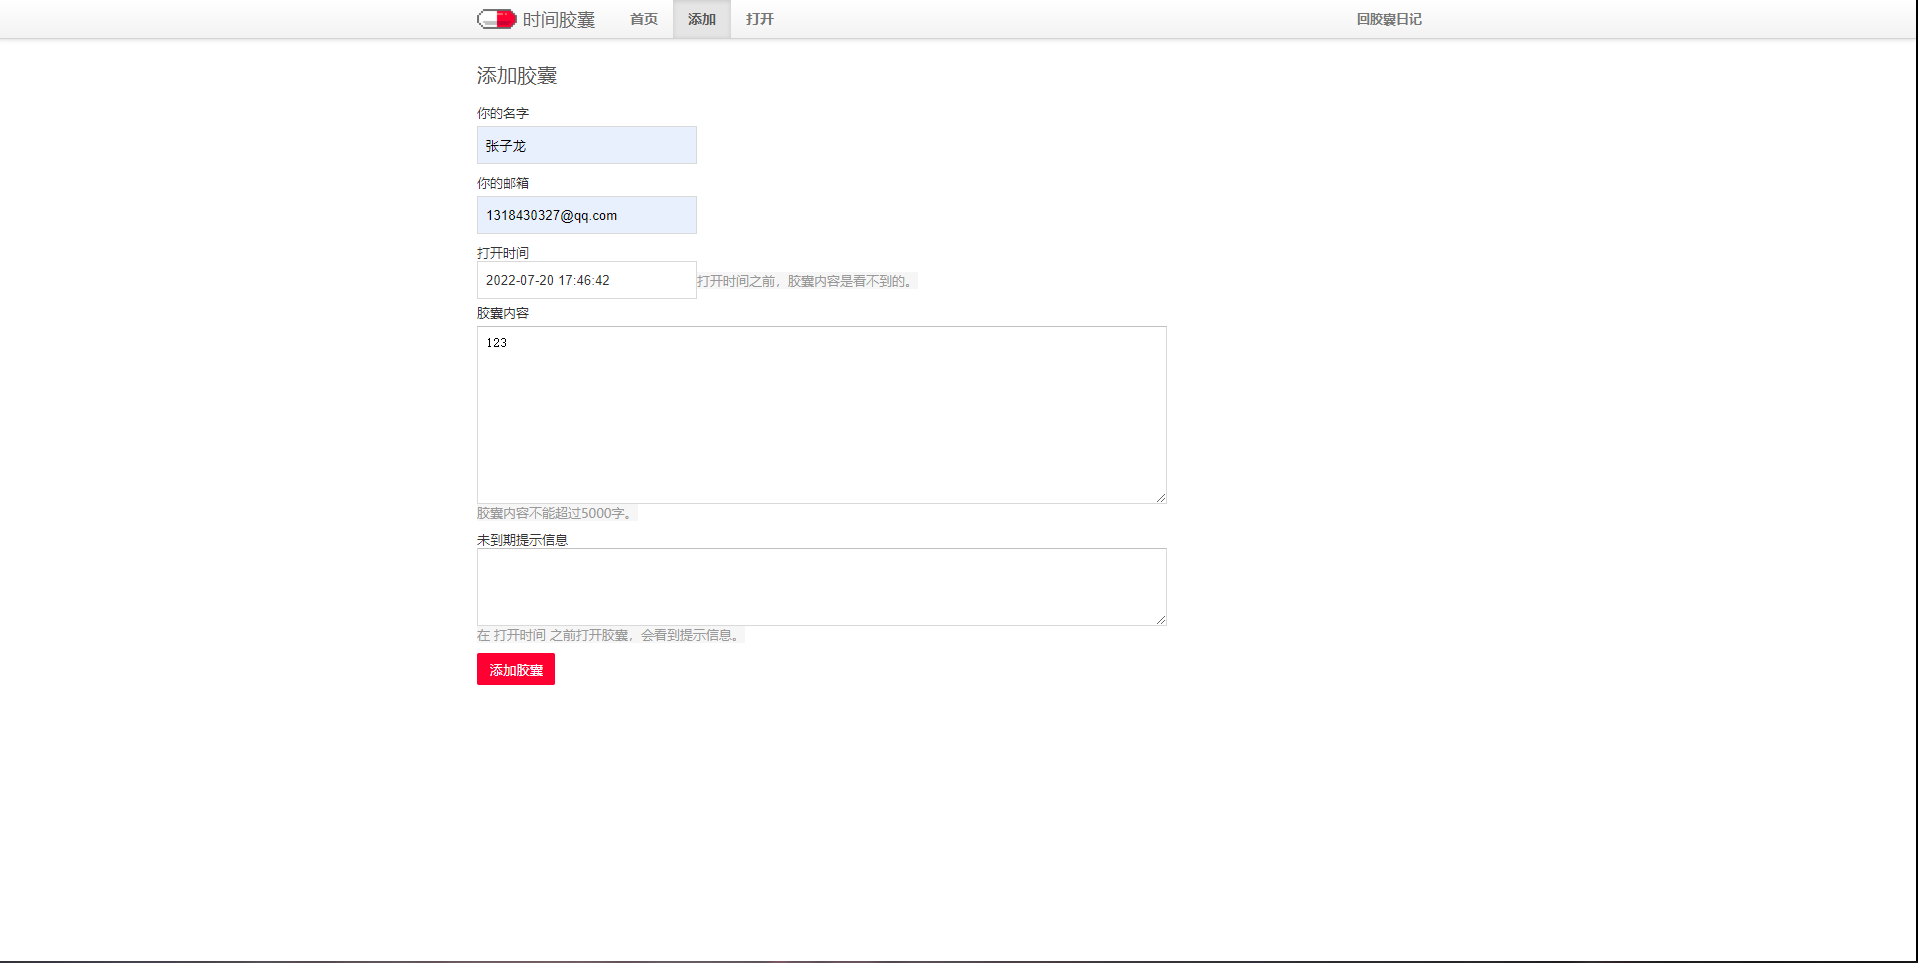 时间胶囊 首页 添加 打开 回胶囊日记
添加胶囊
你的名字
张子龙
你的邮箱
1318430327@qq.com
打开时间
2022-07-20 17:46:42 打开时间之前，胶囊内容是看不到的。
胶囊内容
123
胶囊内容不能超过5000字。
未到期提示信息
在 打开时间 之前打开胶囊，会看到提示信息。
添加胶囊